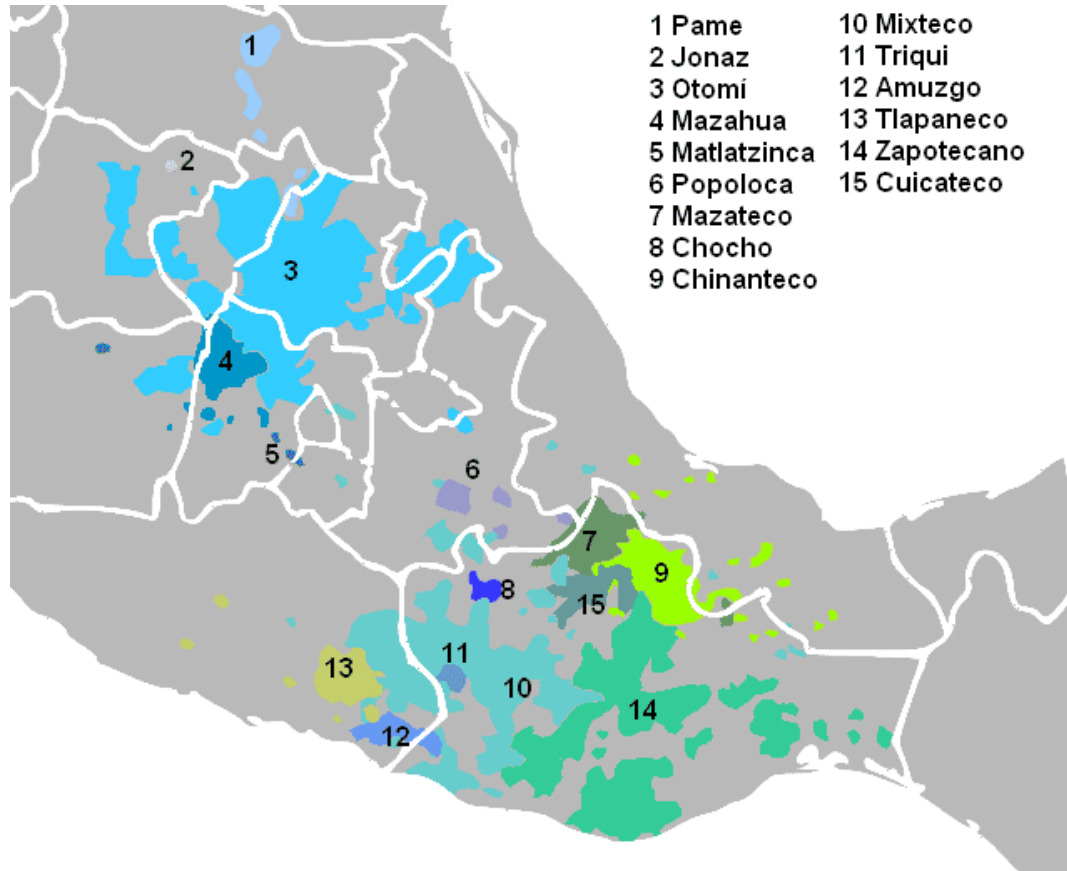 1 Pame
2 Jonaz
3 Otomí
4 Mazahua
5 Matlatzinca
6 Popoloca
7 Mazateco
8 Chocho
9 Chinanteco
10 Mixteco
11 Triqui
12 Amuzgo
13 Tlapaneco
14 Zapotecano
15 Cuicateco
1
2
3
4
5
6
7
9
8
15
11
13
10
14
12